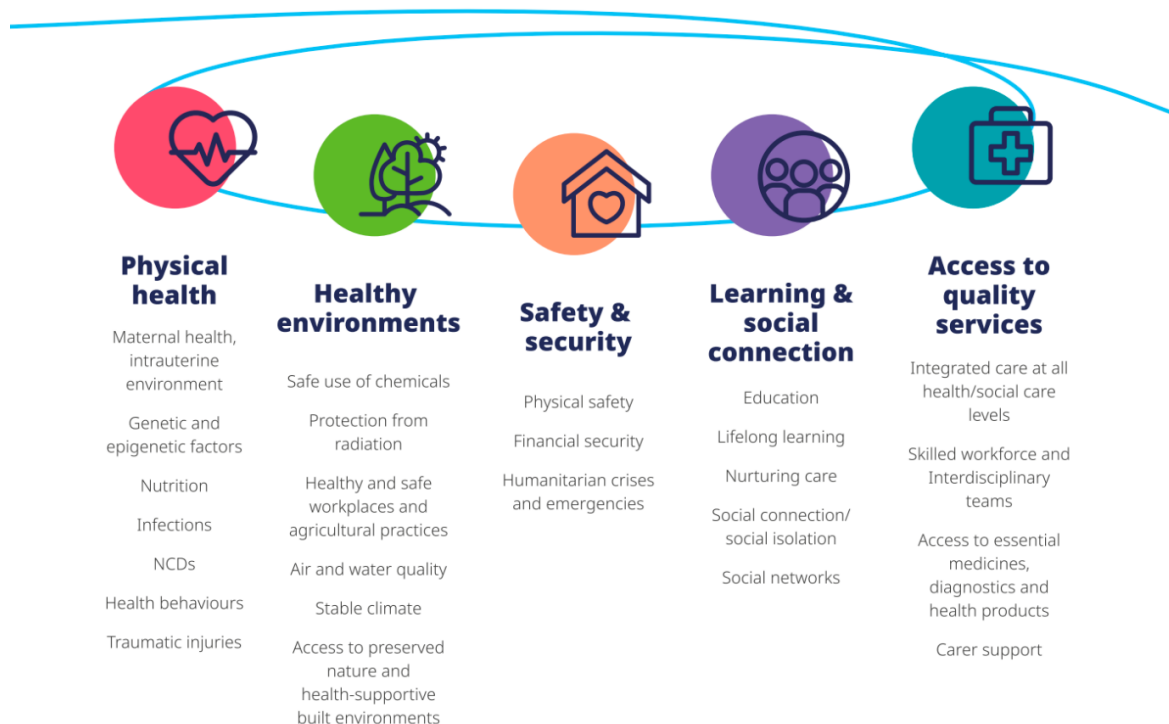 Physical
health
Maternal health,
intrauterine
environment
Genetic and
epigenetic factors
Nutrition
Infections
NCDs
Health behaviours
Traumatic injuries
Healthy
environments
Safe use of chemicals
Protection from
radiation
Healthy and safe
workplaces and
agricultural practices
Air and water quality
Stable climate
Access to preserved
nature and
health-supportive
built environments
Safety &
security
Physical safety
Financial security
Humanitarian crises
and emergencies
Learning &
social
connection
Education
Lifelong learning
Nurturing care
Social connection/
social isolation
Social networks
Access to
quality
services
Integrated care at all
health/social care
levels
Skilled workforce and
Interdisciplinary
teams
Access to essential
medicines,
diagnostics and
health products
Carer support